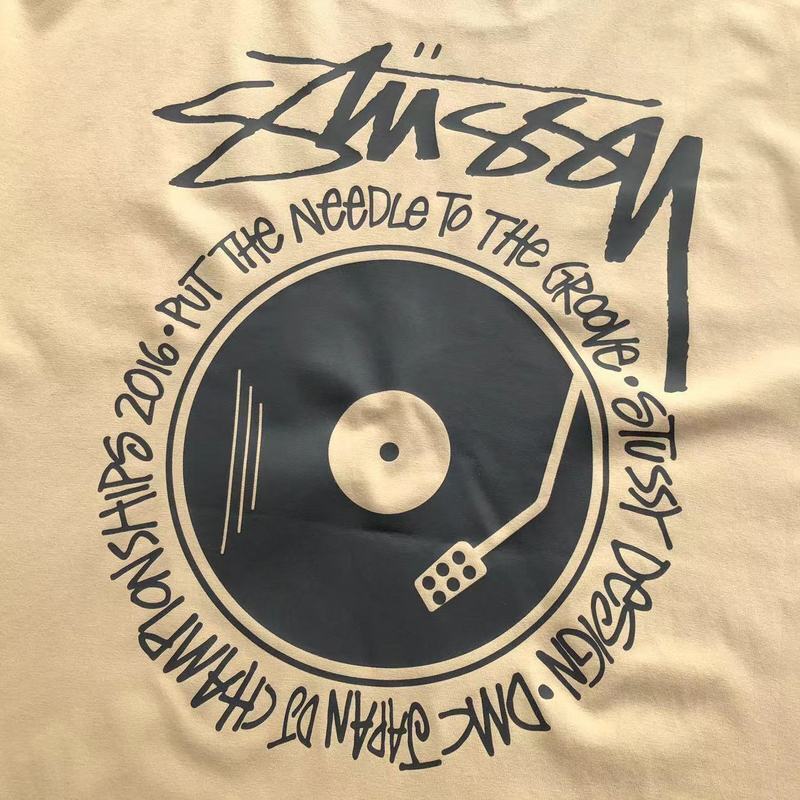 Stüssy
PUT THE NEEDLE TO THE GROOVE • STUSSY DESIGN • DMC JAPAN DJ CHAMPIONSHIPS 2016 •